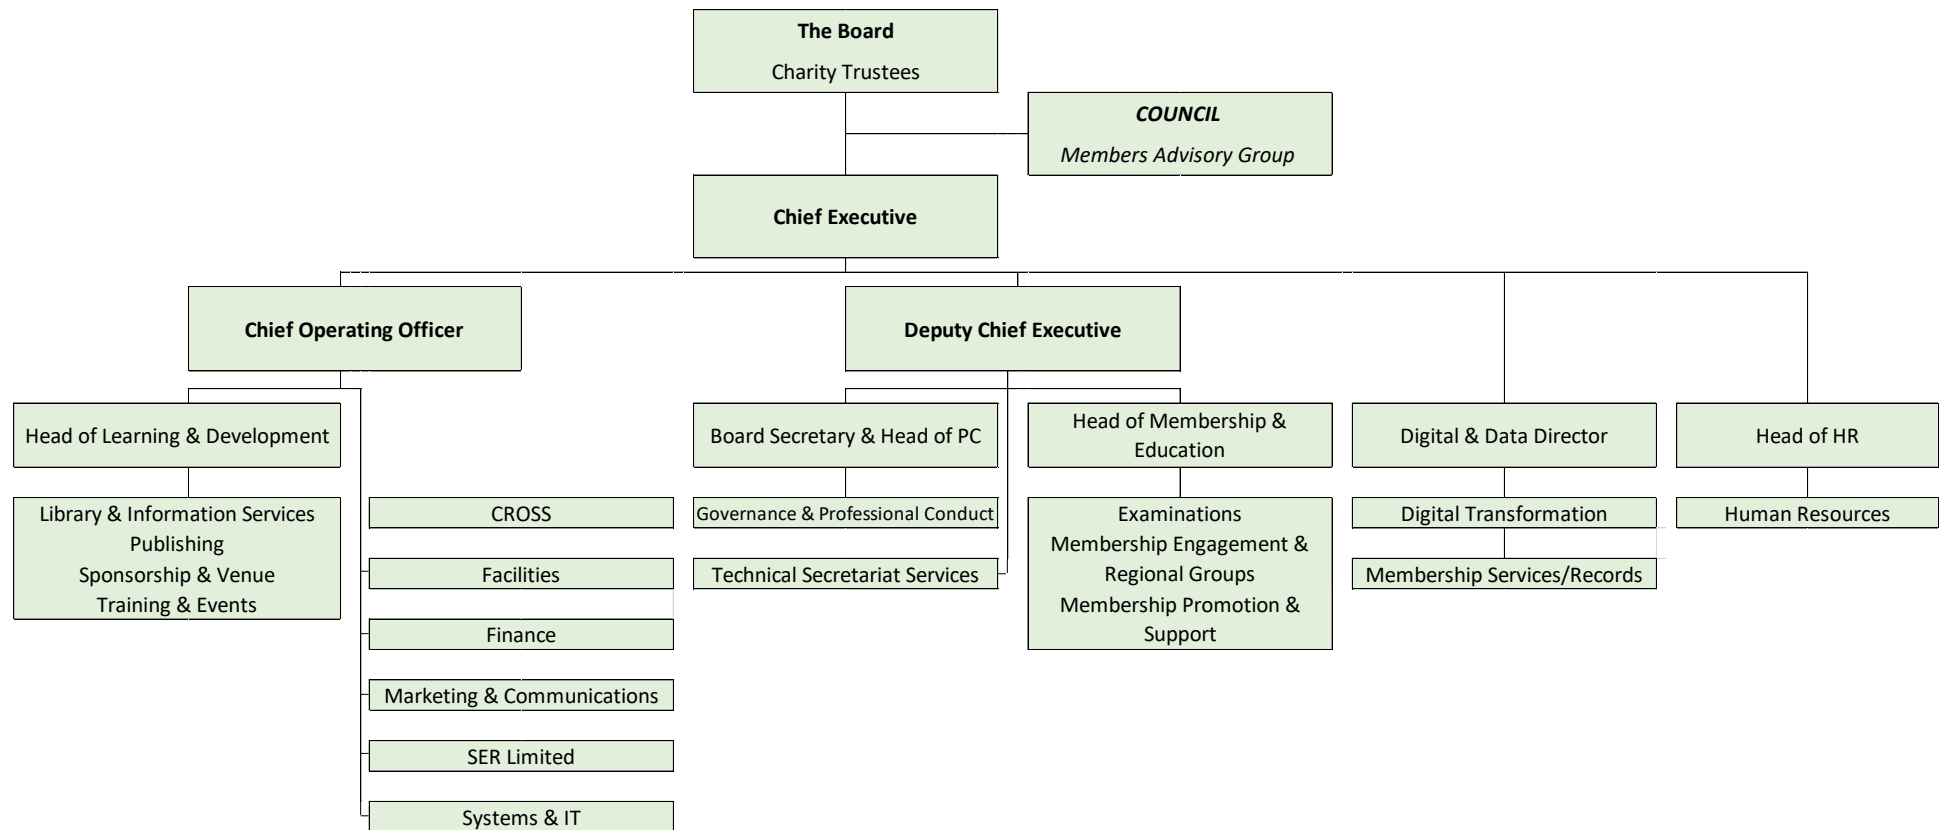 The Board
Charity Trustees
COUNCIL
Members Advisory Group
Chief Executive
Chief Operating Officer
Deputy Chief Executive
Head of Learning & Development
Board Secretary & Head of PC
Head of Membership &
Education
Digital & Data Director
Head of HR
Library & Information Services
Publishing
Sponsorship & Venue
Training & Events
CROSS
Facilities
Finance
Marketing & Communications
SER Limited
Systems & IT
Governance & Professional Conduct
Technical Secretariat Services
Examinations
Membership Engagement &
Regional Groups
Membership Promotion &
Support
Digital Transformation
Membership Services/Records
Human Resources